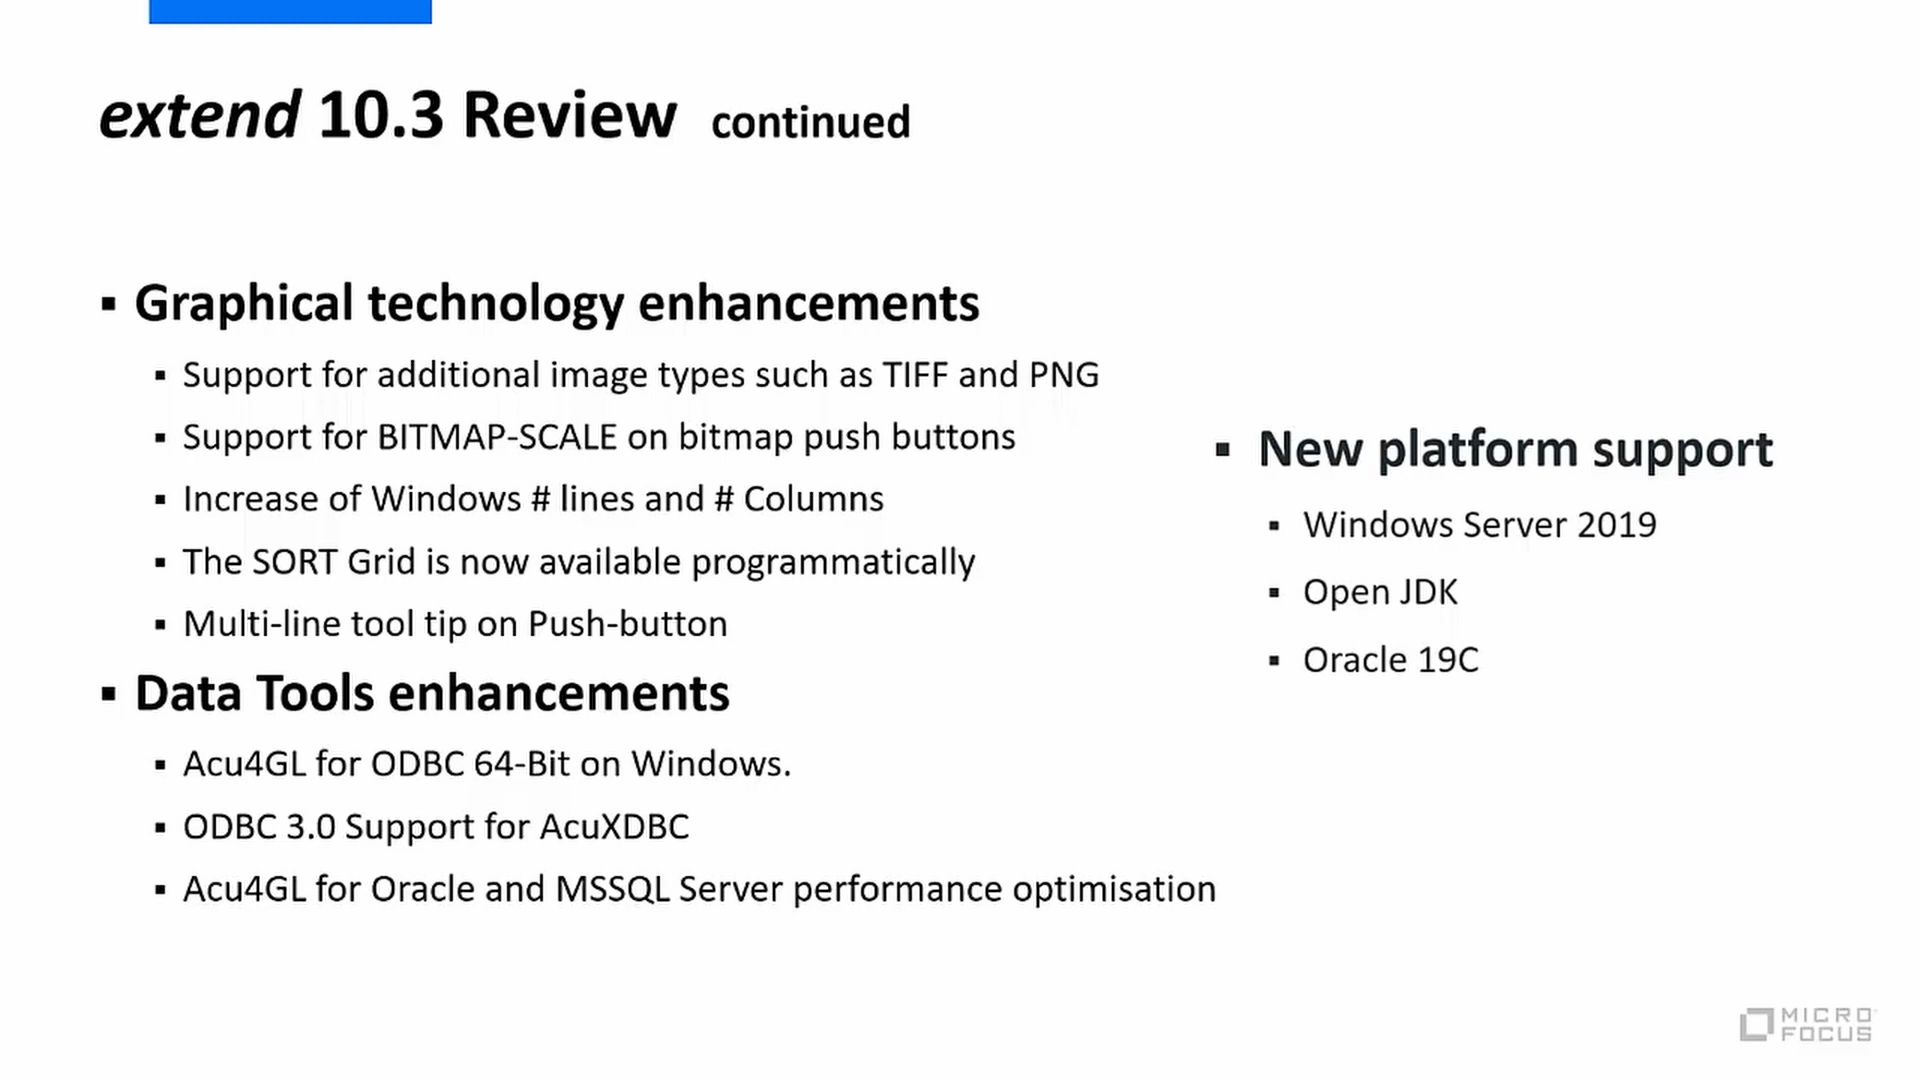 extend 10.3 Review continued
▪ Graphical technology enhancements
▪ Support for additional image types such as TIFF and PNG
▪ Support for BITMAP-SCALE on bitmap push buttons
▪ Increase of Windows # lines and # Columns
▪ The SORT Grid is now available programmatically
▪ Multi-line tool tip on Push-button
▪ Data Tools enhancements
▪ Acu4GL for ODBC 64-Bit on Windows.
▪ ODBC 3.0 Support for AcuXDBC
▪ Acu4GL for Oracle and MSSQL Server performance optimisation
▪ New platform support
▪ Windows Server 2019
▪ Open JDK
▪ Oracle 19C
MICRO
FOCUS